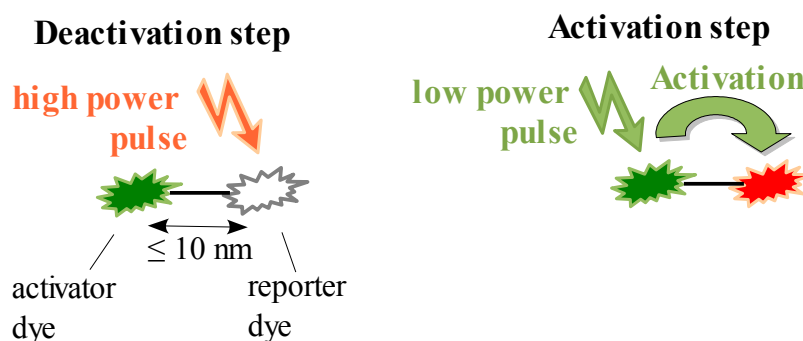 Deactivation step
high power
pulse
≤ 10 nm
activator
dye
reporter
dye
Activation step
low power
pulse
Activation